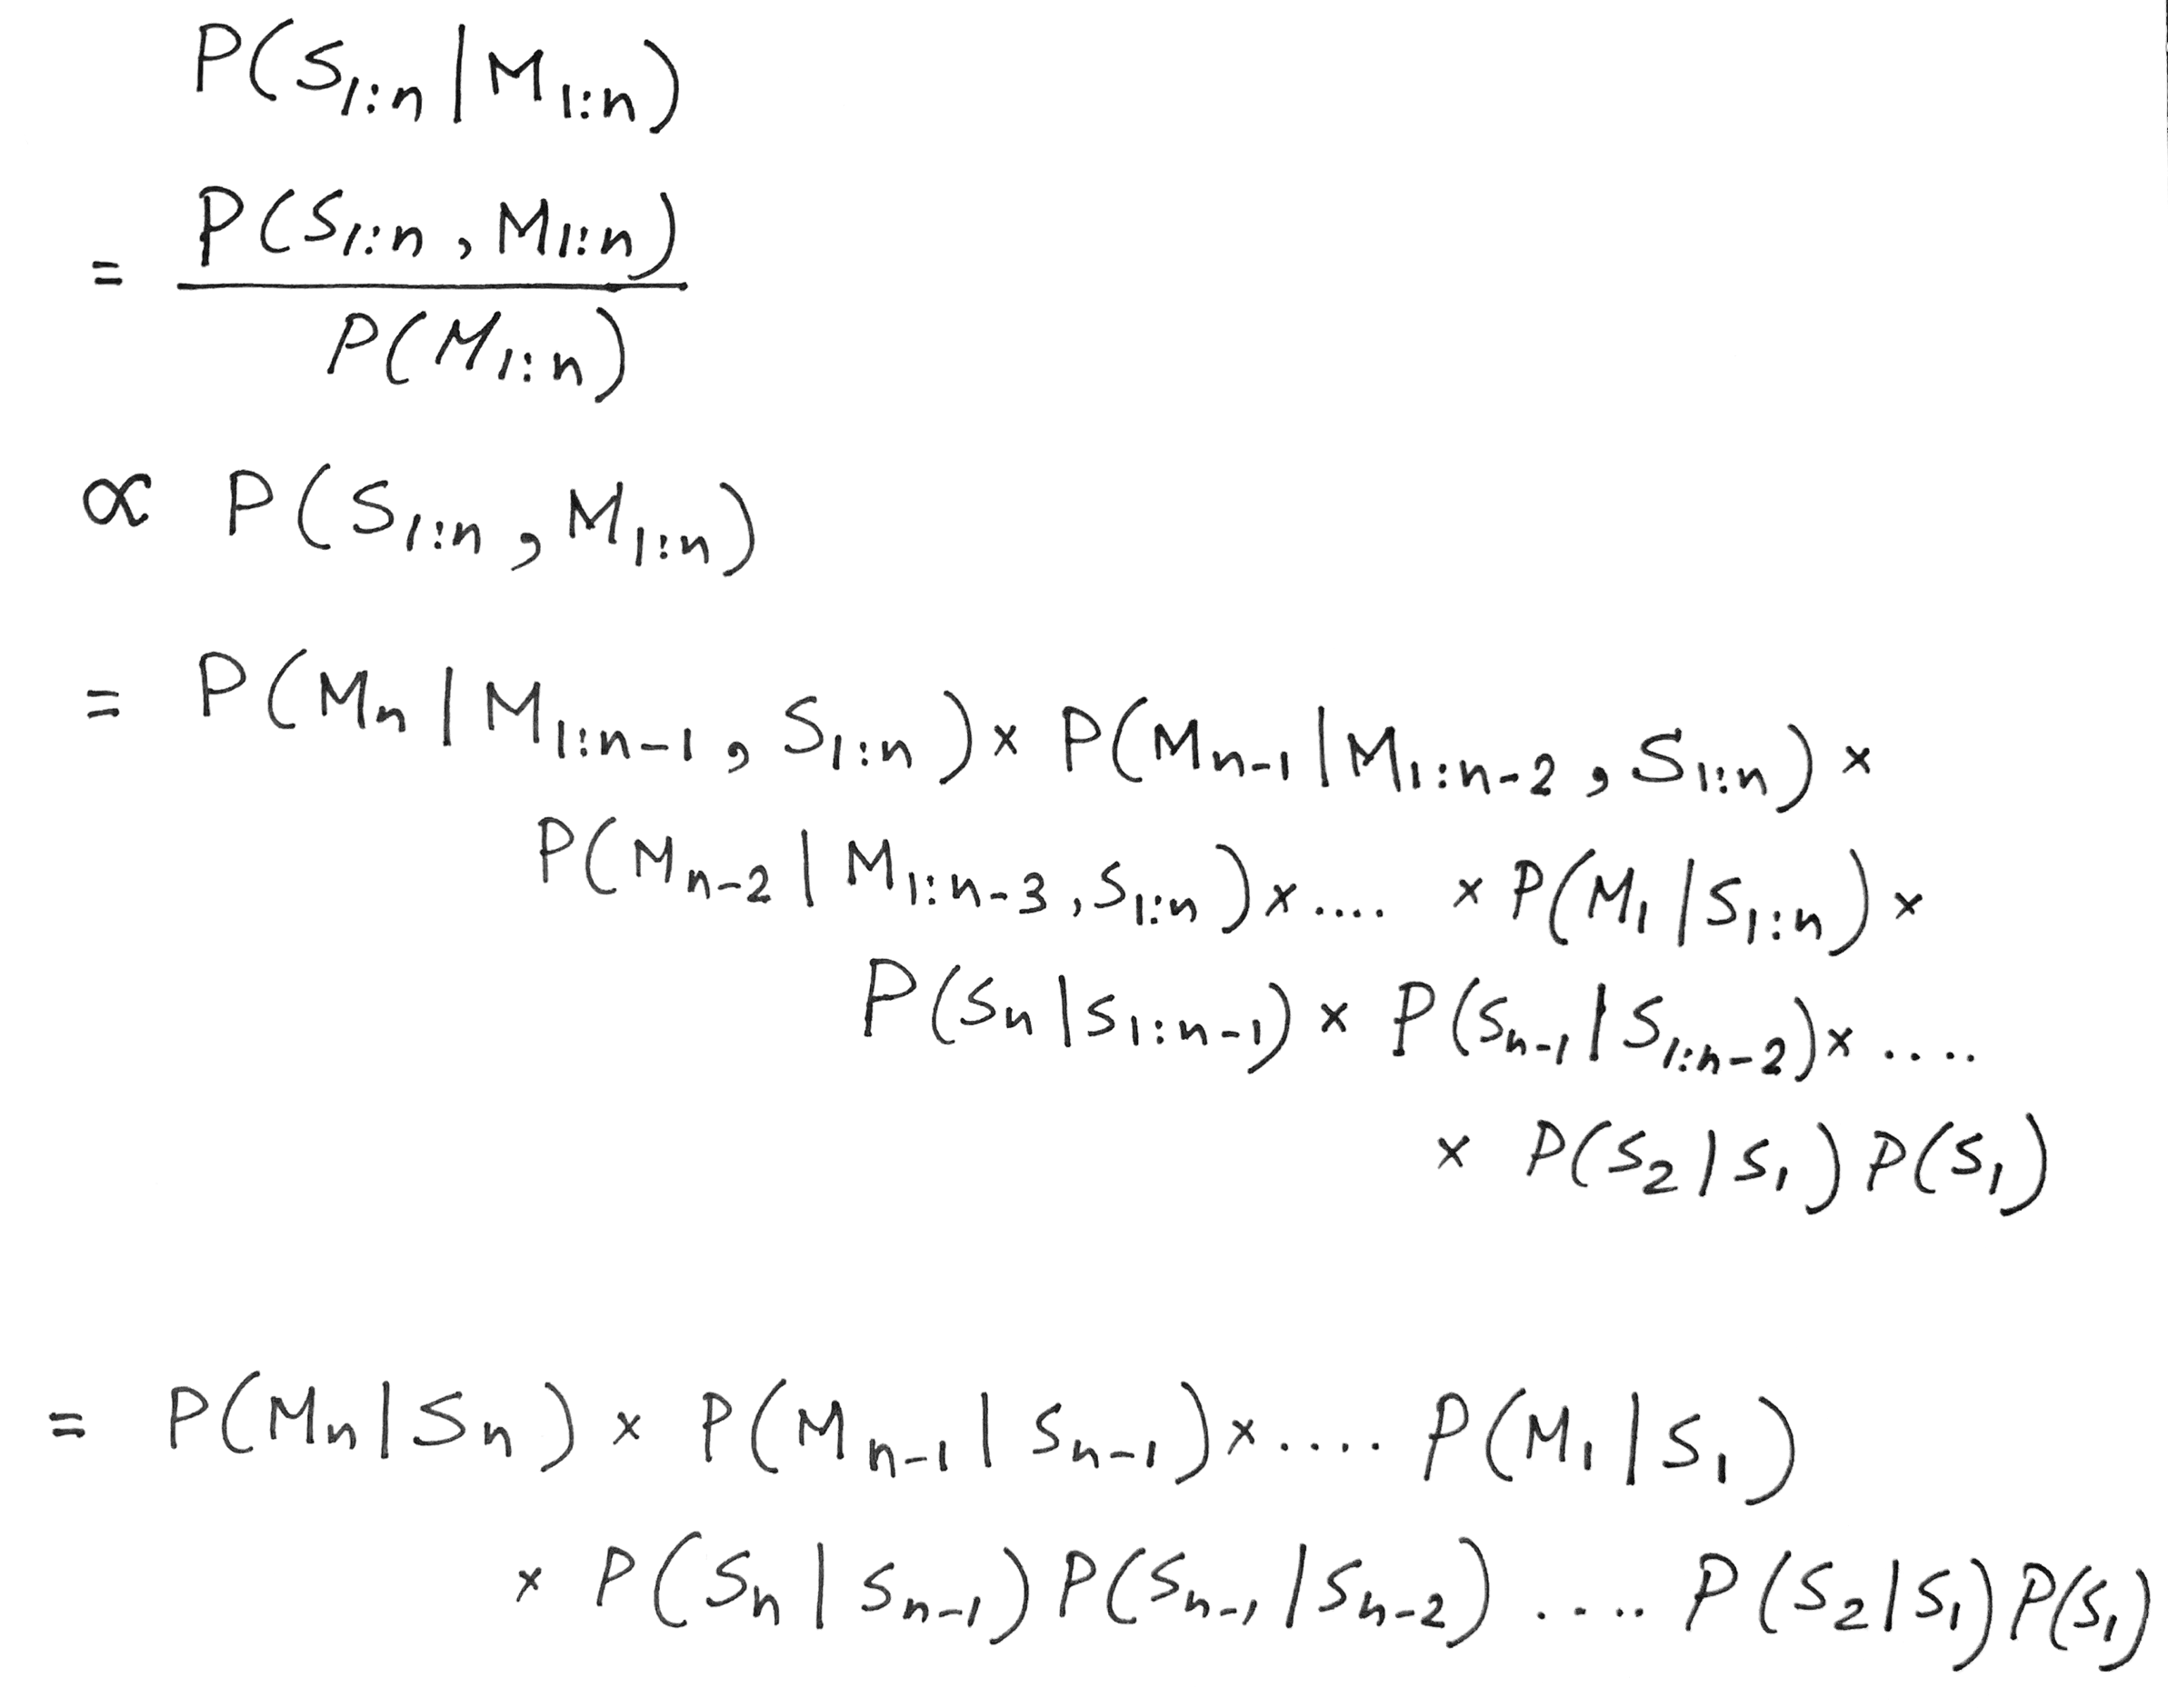 P(S₁:ₙ | M₁:ₙ)
= P(S₁:ₙ , M₁:ₙ)
P(M₁:ₙ)
∝ P(S₁:ₙ , M₁:ₙ)
= P(Mₙ | M₁:ₙ₋₁ , S₁:ₙ) × P(Mₙ₋₁ | M₁:ₙ₋₂ , S₁:ₙ) ×
P(Mₙ₋₂ | M₁:ₙ₋₃ , S₁:ₙ) × .... × P(M₁ | S₁:ₙ) ×
P(Sₙ | S₁:ₙ₋₁) × P(Sₙ₋₁ | S₁:ₙ₋₂) × ....
× P(S₂ | S₁) P(S₁)
= P(Mₙ | Sₙ) × P(Mₙ₋₁ | Sₙ₋₁) × .... P(M₁ | S₁)
× P(Sₙ | Sₙ₋₁) P(Sₙ₋₁ | Sₙ₋₂) .... P(S₂ | S₁) P(S₁)